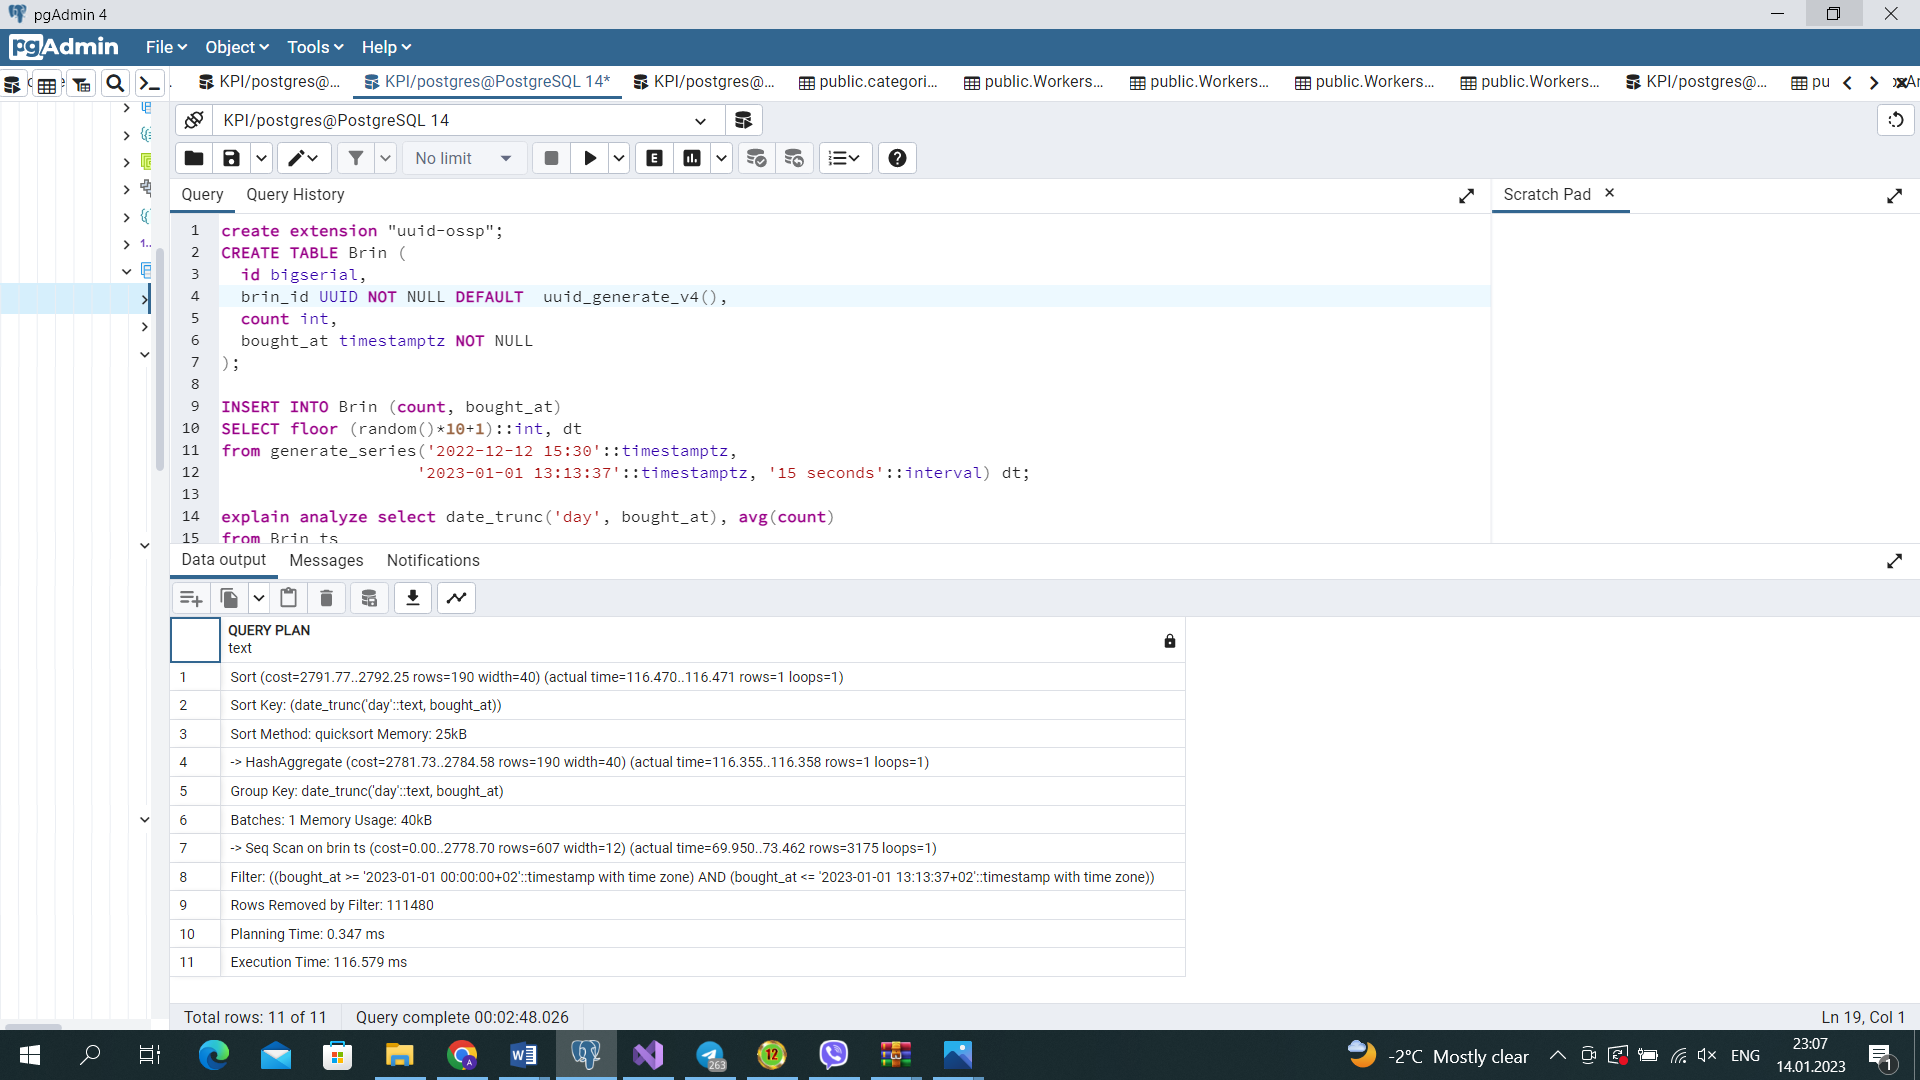 pgAdmin 4
pgAdmin File Object Tools Help
KPI/postgres@... KPI/postgres@PostgreSQL 14* KPI/postgres@... public.categori... public.Workers... public.Workers... public.Workers... public.Workers... KPI/postgres@... pu
KPI/postgres@PostgreSQL 14
No limit
E
Query Query History
Scratch Pad
1 create extension "uuid-ossp";
2 CREATE TABLE Brin (
3 id bigserial,
4 brin_id UUID NOT NULL DEFAULT uuid_generate_v4(),
5 count int,
6 bought_at timestamptz NOT NULL
7 );
8
9 INSERT INTO Brin (count, bought_at)
10 SELECT floor (random()*10+1)::int, dt
11 from generate_series('2022-12-12 15:30'::timestamptz,
12 '2023-01-01 13:13:37'::timestamptz, '15 seconds'::interval) dt;
13
14 explain analyze select date_trunc('day', bought_at), avg(count)
15 from Brin ts
Data output Messages Notifications
QUERY PLAN
text
1 Sort (cost=2791.77..2792.25 rows=190 width=40) (actual time=116.470..116.471 rows=1 loops=1)
2 Sort Key: (date_trunc('day'::text, bought_at))
3 Sort Method: quicksort Memory: 25kB
4 -> HashAggregate (cost=2781.73..2784.58 rows=190 width=40) (actual time=116.355..116.358 rows=1 loops=1)
5 Group Key: date_trunc('day'::text, bought_at)
6 Batches: 1 Memory Usage: 40kB
7 -> Seq Scan on brin ts (cost=0.00..2778.70 rows=607 width=12) (actual time=69.950..73.462 rows=3175 loops=1)
8 Filter: ((bought_at >= '2023-01-01 00:00:00+02'::timestamp with time zone) AND (bought_at <= '2023-01-01 13:13:37+02'::timestamp with time zone))
9 Rows Removed by Filter: 111480
10 Planning Time: 0.347 ms
11 Execution Time: 116.579 ms
Total rows: 11 of 11 Query complete 00:02:48.026
Ln 19, Col 1
263
12
-2°C Mostly clear
ENG
23:07
14.01.2023
1